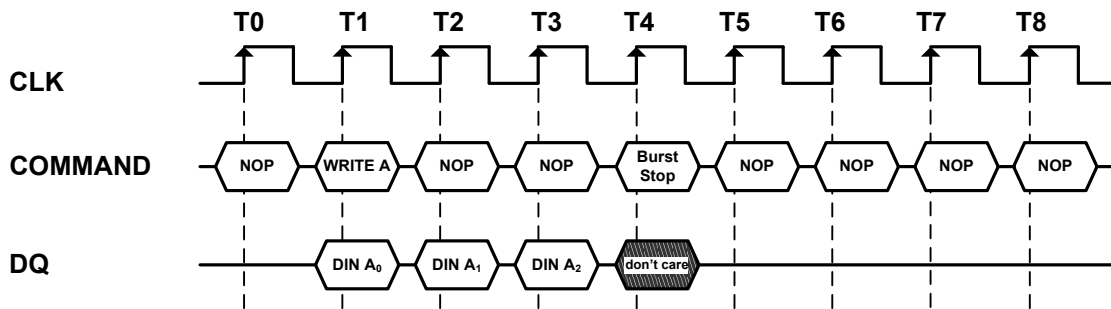 T0 T1 T2 T3 T4 T5 T6 T7 T8
CLK
COMMAND NOP WRITE A NOP NOP Burst Stop NOP NOP NOP NOP
DQ DIN A₀ DIN A₁ DIN A₂ don't care